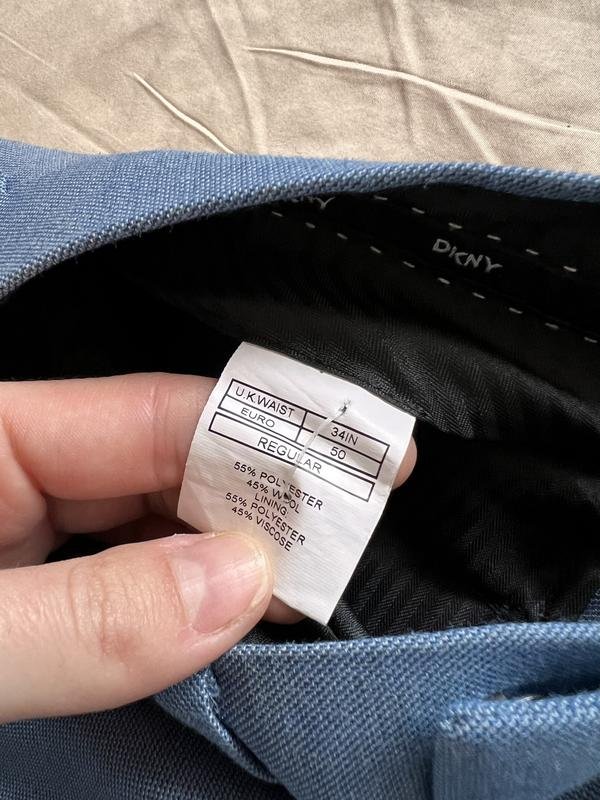 DKNY
U.K.WAIST 34IN
EURO 50
REGULAR
55% POLYESTER
45% WOOL
LINING:
55% POLYESTER
45% VISCOSE